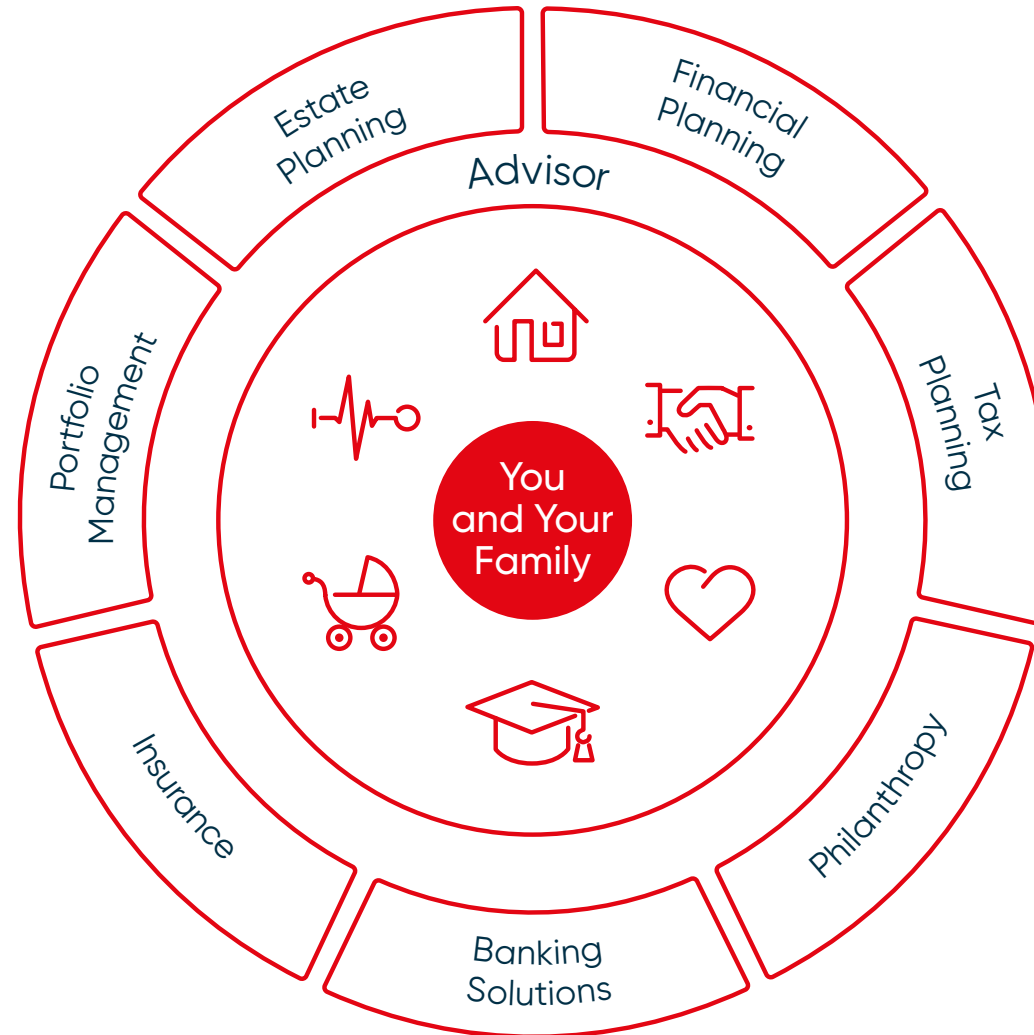 Estate
Planning
Financial
Planning
Advisor
Tax
Planning
Portfolio
Management
You
and Your
Family
Insurance
Philanthropy
Banking
Solutions